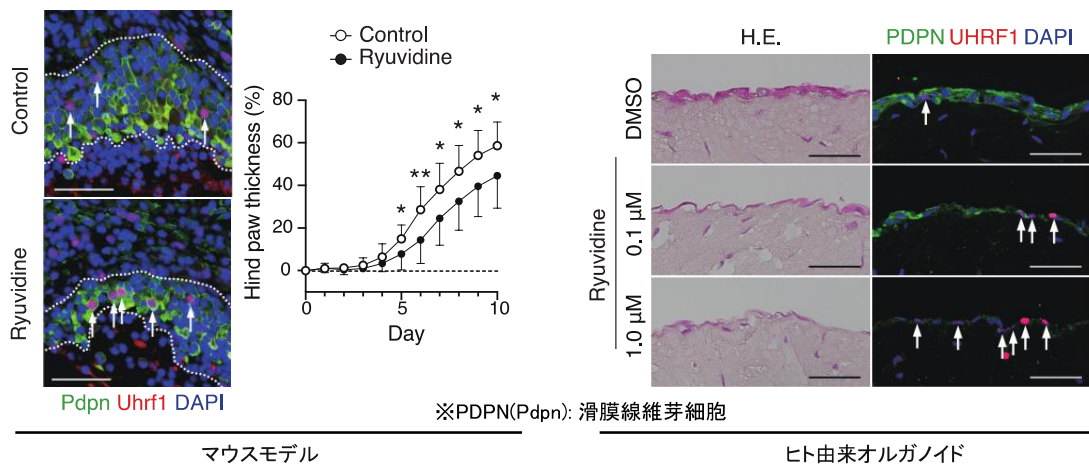 Control
Ryuvidine
Pdpn Uhrf1 DAPI
Control
Ryuvidine
Hind paw thickness (%)
80
60
40
20
0
*
**
*
*
*
*
0
5
10
Day
H.E.
PDPN UHRF1 DAPI
DMSO
Ryuvidine
0.1 μM
1.0 μM
※PDPN(Pdpn): 滑膜線維芽細胞
マウスモデル
ヒト由来オルガノイド